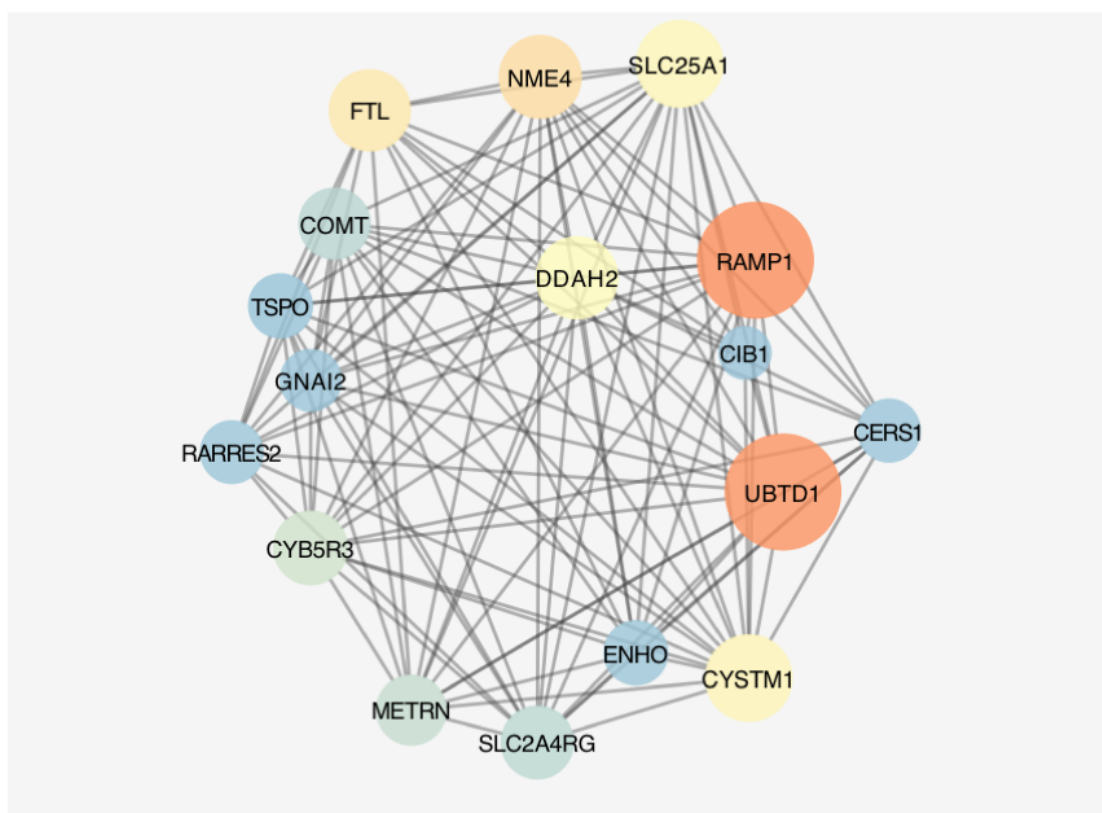 SLC25A1
NME4
FTL
COMT
RAMP1
DDAH2
TSPO
CIB1
GNAI2
CERS1
RARRES2
UBTD1
CYB5R3
ENHO
CYSTM1
METRN
SLC2A4RG